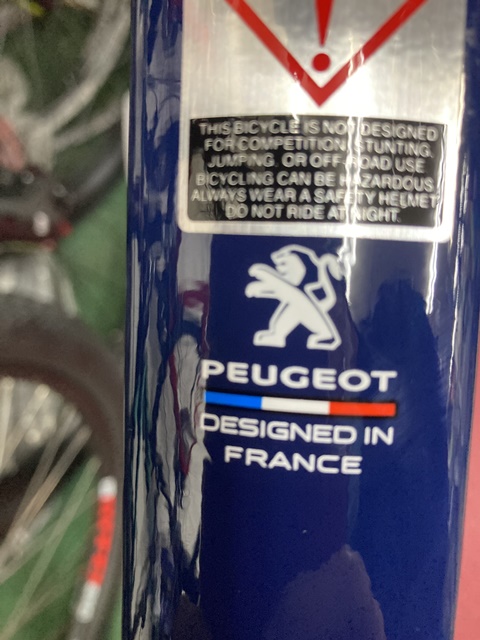 THIS BICYCLE IS NOT DESIGNED
FOR COMPETITION, STUNTING,
JUMPING, OR OFF-ROAD USE
BICYCLING CAN BE HAZARDOUS
ALWAYS WEAR A SAFETY HELMET
DO NOT RIDE AT NIGHT.
PEUGEOT
DESIGNED IN
FRANCE